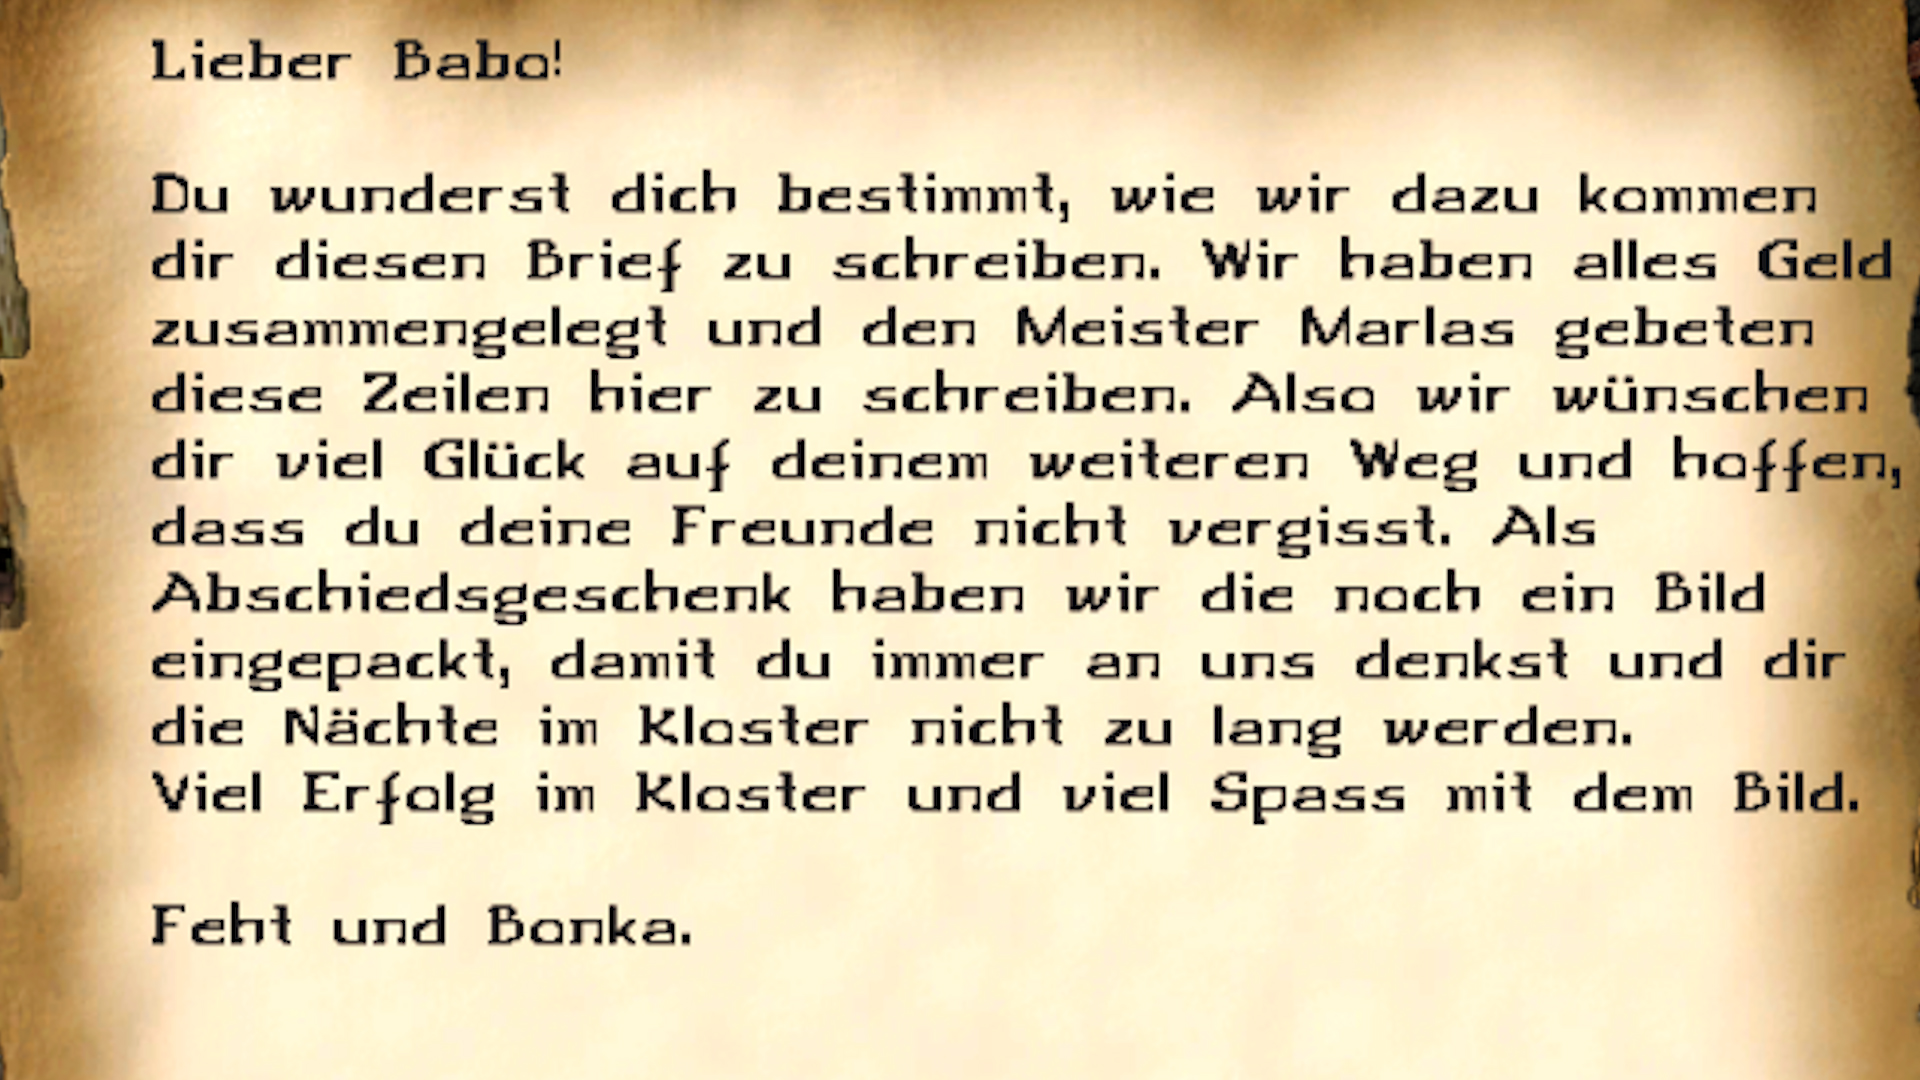 Lieber Babo!
Du wunderst dich bestimmt, wie wir dazu kommen
dir diesen Brief zu schreiben. Wir haben alles Geld
zusammengelegt und den Meister Marlas gebeten
diese Zeilen hier zu schreiben. Also wir wünschen
dir viel Glück auf deinem weiteren Weg und hoffen,
dass du deine Freunde nicht vergisst. Als
Abschiedsgeschenk haben wir die noch ein Bild
eingepackt, damit du immer an uns denkst und dir
die Nächte im Kloster nicht zu lang werden.
Viel Erfolg im Kloster und viel Spass mit dem Bild.
Feht und Bonka.